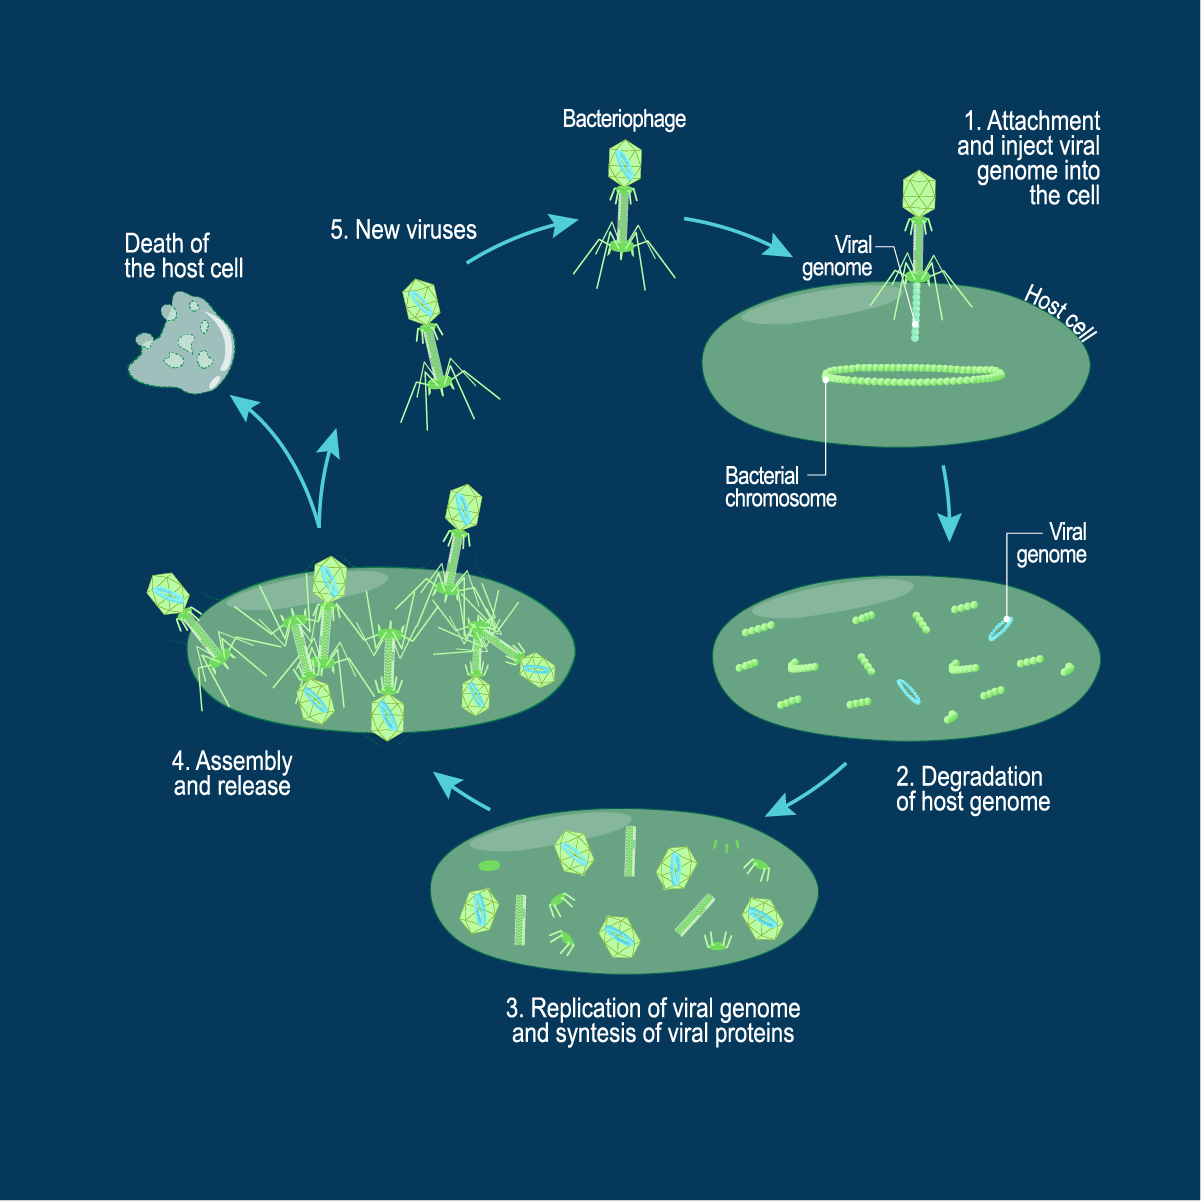 Bacteriophage
1. Attachment
and inject viral
genome into
the cell
Viral
genome
Host cell
Bacterial
chromosome
Viral
genome
2. Degradation
of host genome
3. Replication of viral genome
and syntesis of viral proteins
4. Assembly
and release
Death of
the host cell
5. New viruses